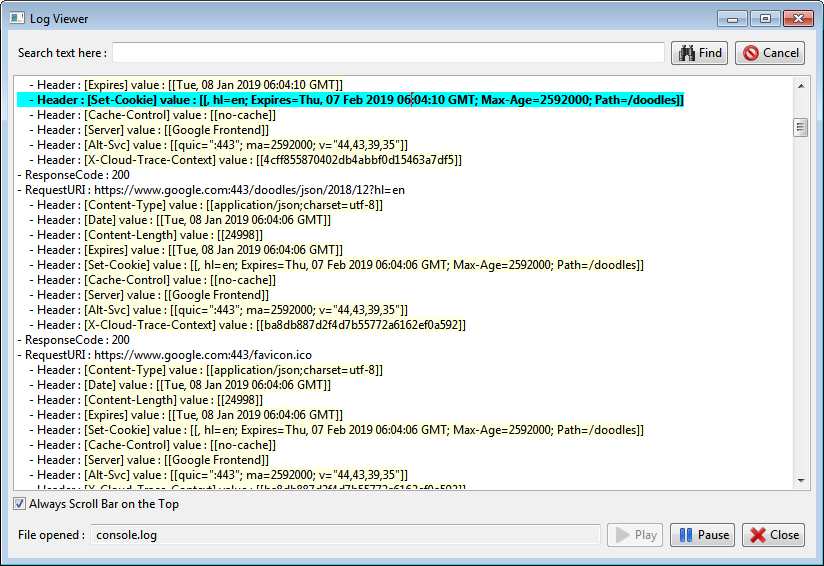 Log Viewer
Search text here :
Find
Cancel
- Header : [Expires] value : [[Tue, 08 Jan 2019 06:04:10 GMT]]
- Header : [Set-Cookie] value : [[, hl=en; Expires=Thu, 07 Feb 2019 06:04:10 GMT; Max-Age=2592000; Path=/doodles]]
- Header : [Cache-Control] value : [[no-cache]]
- Header : [Server] value : [[Google Frontend]]
- Header : [Alt-Svc] value : [[quic=":443"; ma=2592000; v="44,43,39,35"]]
- Header : [X-Cloud-Trace-Context] value : [[4cff855870402db4abbf0d15463a7df5]]
- ResponseCode : 200
- RequestURI : https://www.google.com:443/doodles/json/2018/12?hl=en
- Header : [Content-Type] value : [[application/json;charset=utf-8]]
- Header : [Date] value : [[Tue, 08 Jan 2019 06:04:06 GMT]]
- Header : [Content-Length] value : [[24998]]
- Header : [Expires] value : [[Tue, 08 Jan 2019 06:04:06 GMT]]
- Header : [Set-Cookie] value : [[, hl=en; Expires=Thu, 07 Feb 2019 06:04:06 GMT; Max-Age=2592000; Path=/doodles]]
- Header : [Cache-Control] value : [[no-cache]]
- Header : [Server] value : [[Google Frontend]]
- Header : [Alt-Svc] value : [[quic=":443"; ma=2592000; v="44,43,39,35"]]
- Header : [X-Cloud-Trace-Context] value : [[ba8db887d2f4d7b55772a6162ef0a592]]
- ResponseCode : 200
- RequestURI : https://www.google.com:443/favicon.ico
- Header : [Content-Type] value : [[application/json;charset=utf-8]]
- Header : [Date] value : [[Tue, 08 Jan 2019 06:04:06 GMT]]
- Header : [Content-Length] value : [[24998]]
- Header : [Expires] value : [[Tue, 08 Jan 2019 06:04:06 GMT]]
- Header : [Set-Cookie] value : [[, hl=en; Expires=Thu, 07 Feb 2019 06:04:06 GMT; Max-Age=2592000; Path=/doodles]]
- Header : [Cache-Control] value : [[no-cache]]
- Header : [Server] value : [[Google Frontend]]
- Header : [Alt-Svc] value : [[quic=":443"; ma=2592000; v="44,43,39,35"]]
Always Scroll Bar on the Top
File opened :
console.log
Play
Pause
Close